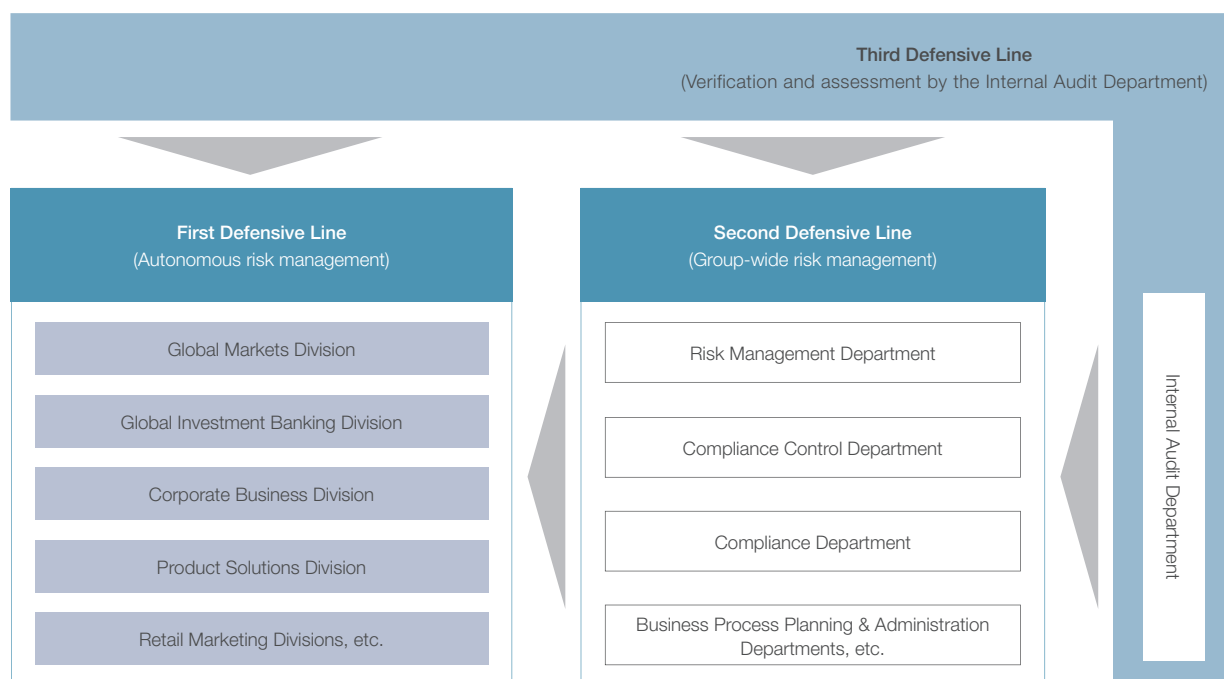 Third Defensive Line
(Verification and assessment by the Internal Audit Department)
First Defensive Line
(Autonomous risk management)
Global Markets Division
Global Investment Banking Division
Corporate Business Division
Product Solutions Division
Retail Marketing Divisions, etc.
Second Defensive Line
(Group-wide risk management)
Risk Management Department
Compliance Control Department
Compliance Department
Business Process Planning & Administration
Departments, etc.
Internal Audit Department